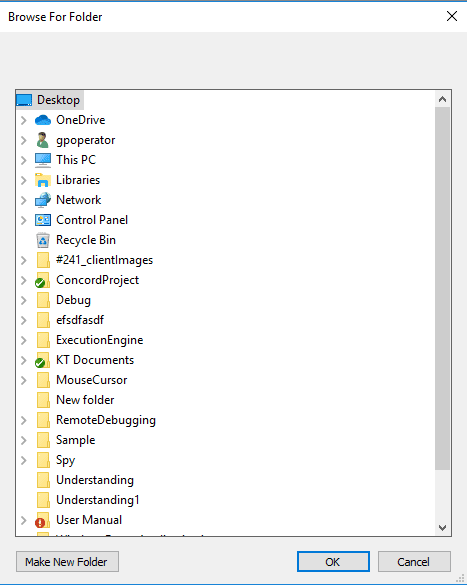 Browse For Folder
Desktop
OneDrive
gpoperator
This PC
Libraries
Network
Control Panel
Recycle Bin
#241_clientImages
ConcordProject
Debug
efsdfasdf
ExecutionEngine
KT Documents
MouseCursor
New folder
RemoteDebugging
Sample
Spy
Understanding
Understanding1
User Manual
Make New Folder
OK
Cancel